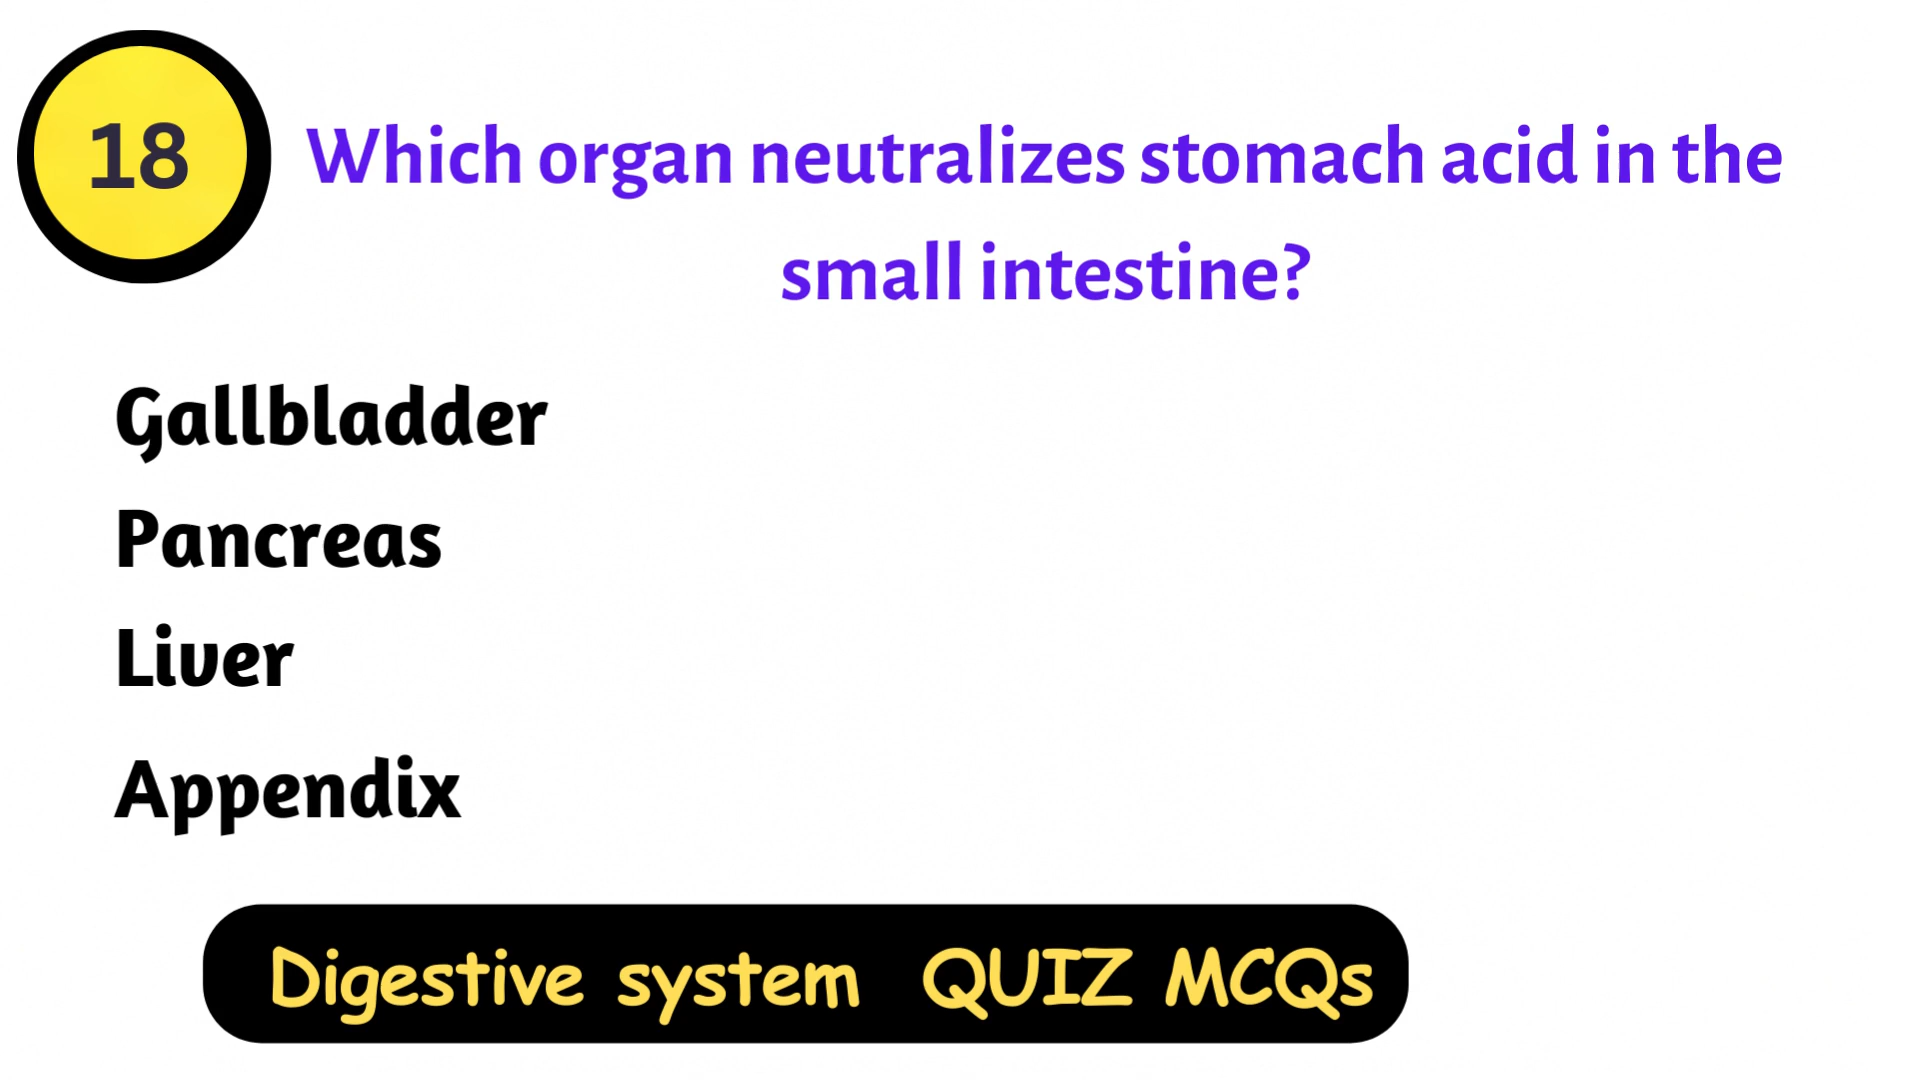 18
Which organ neutralizes stomach acid in the
small intestine?
Gallbladder
Pancreas
Liver
Appendix
Digestive system QUIZ MCQs